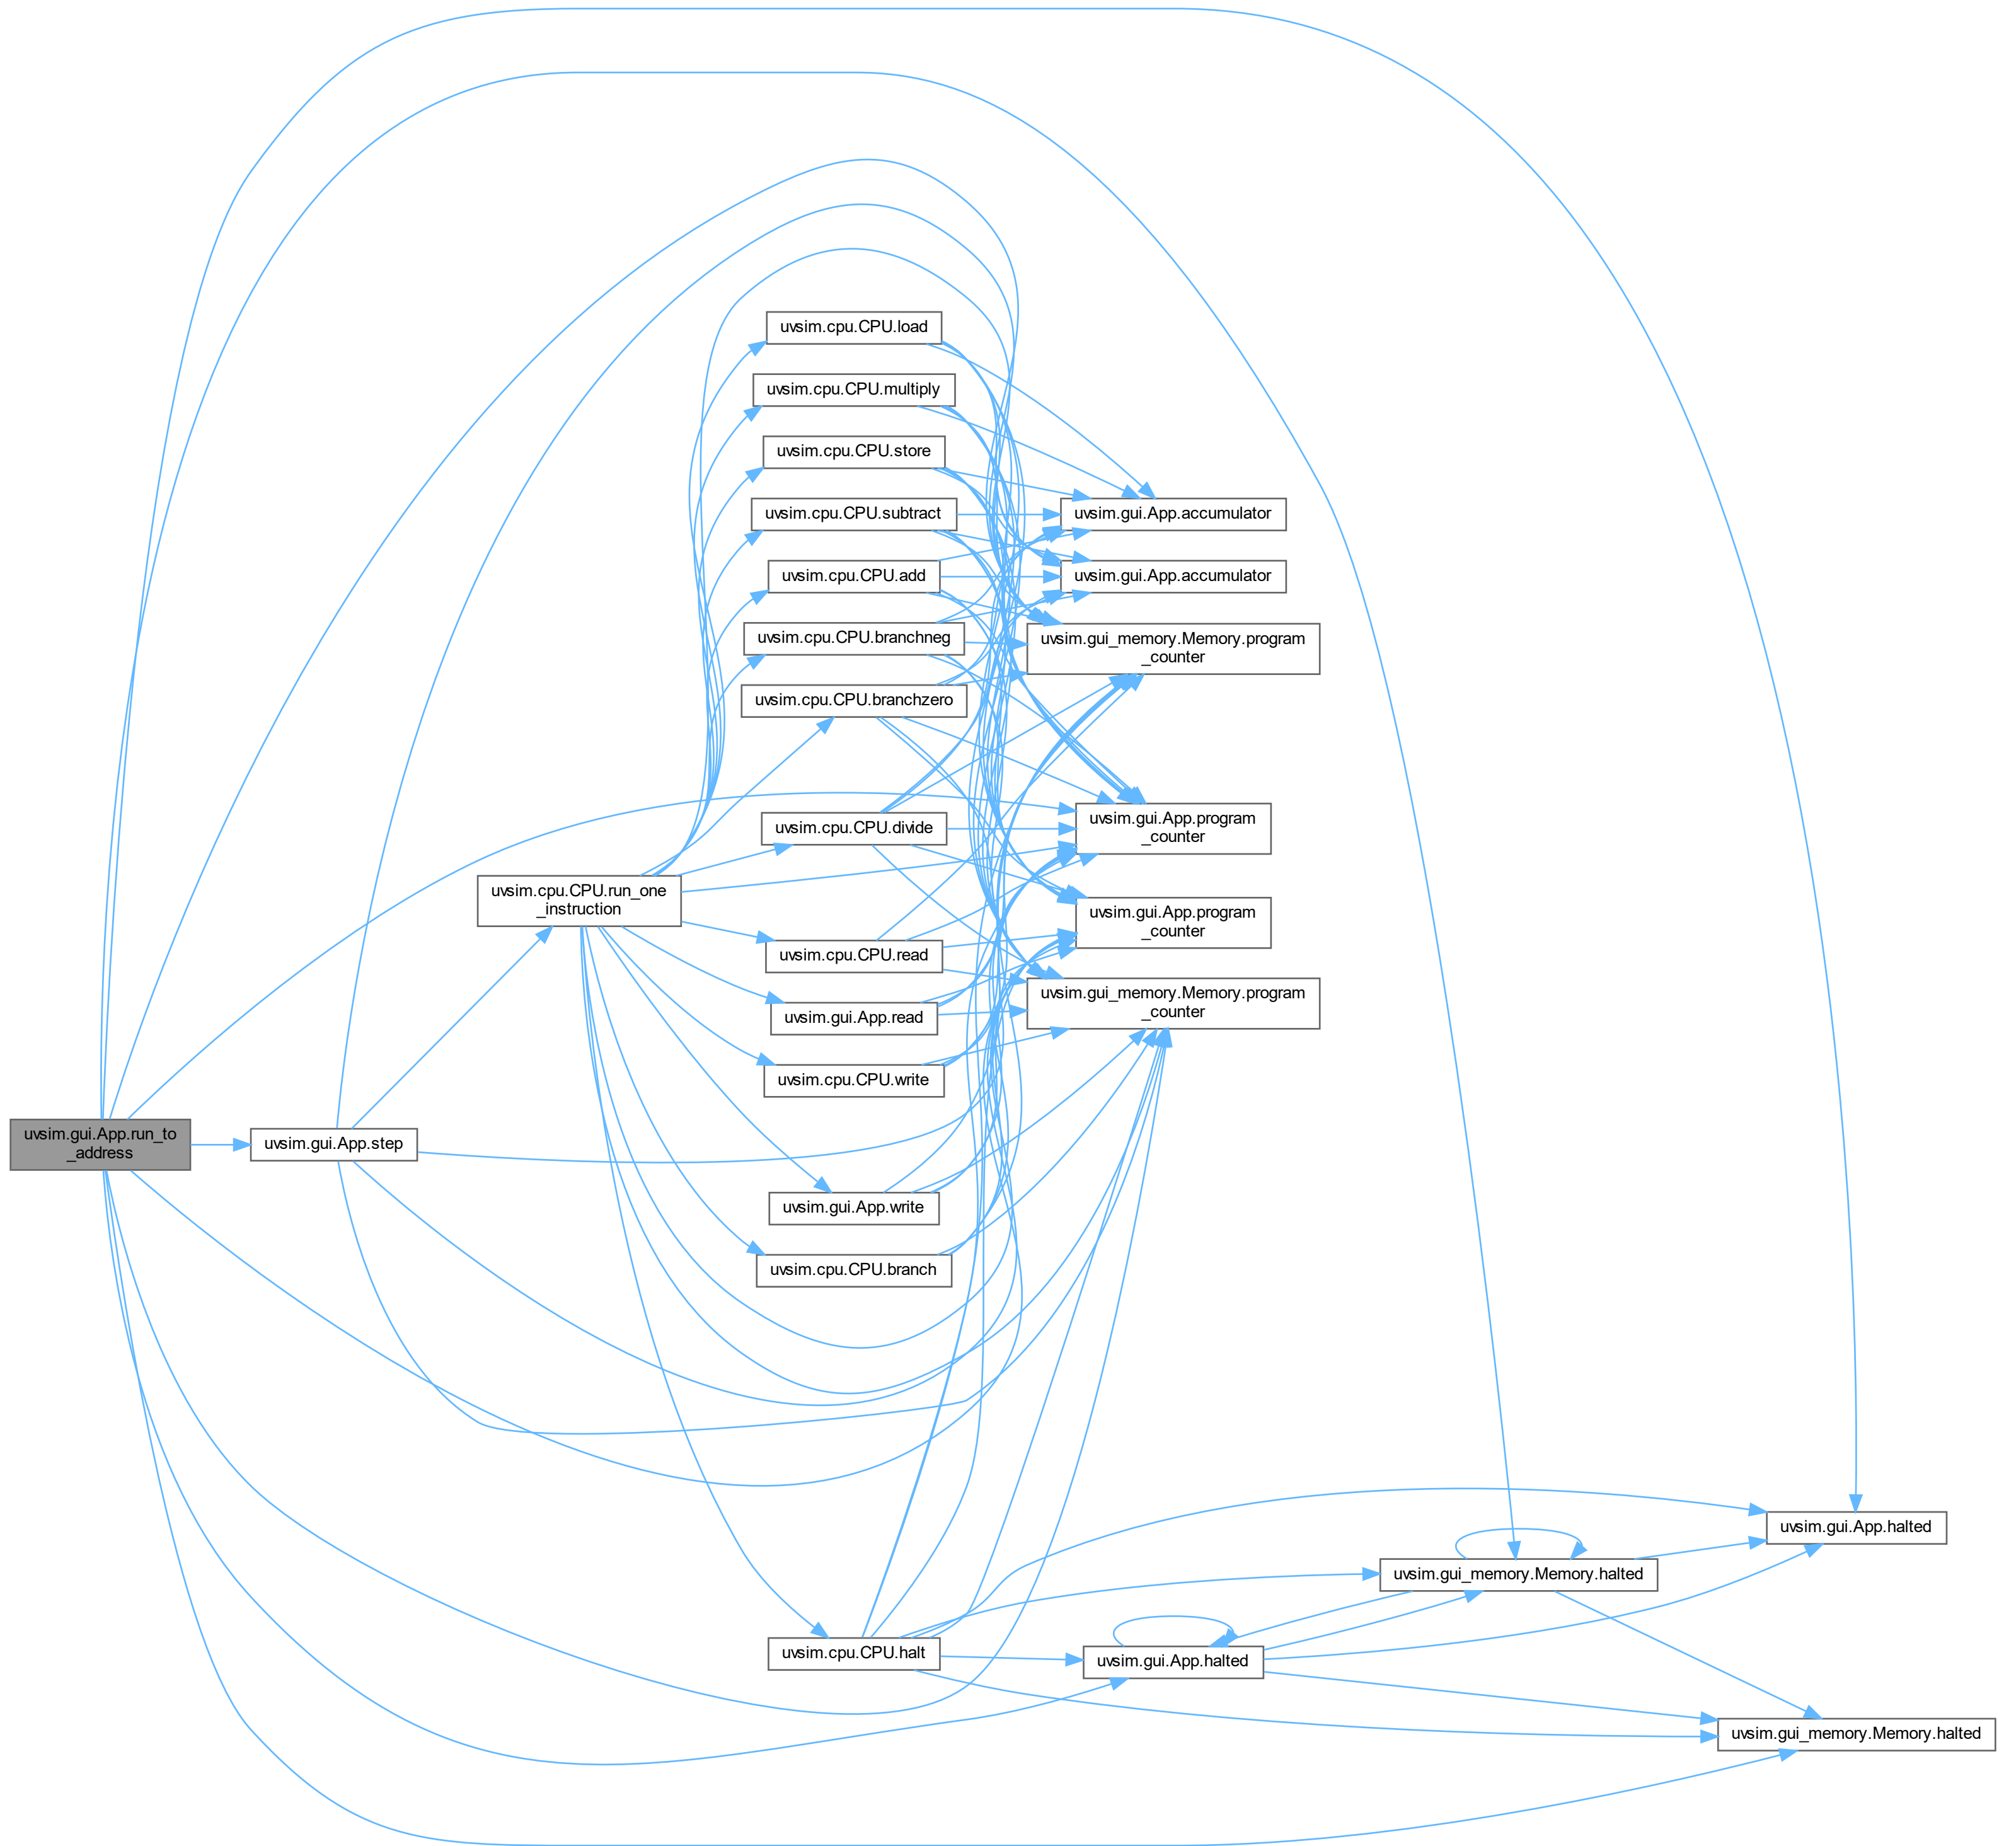 uvsim.gui.App.run_to
_address
uvsim.gui.App.step
uvsim.cpu.CPU.run_one
_instruction
uvsim.cpu.CPU.load
uvsim.cpu.CPU.multiply
uvsim.cpu.CPU.store
uvsim.cpu.CPU.subtract
uvsim.cpu.CPU.add
uvsim.cpu.CPU.branchneg
uvsim.cpu.CPU.branchzero
uvsim.cpu.CPU.divide
uvsim.cpu.CPU.read
uvsim.gui.App.read
uvsim.cpu.CPU.write
uvsim.gui.App.write
uvsim.cpu.CPU.branch
uvsim.cpu.CPU.halt
uvsim.gui.App.accumulator
uvsim.gui.App.accumulator
uvsim.gui_memory.Memory.program
_counter
uvsim.gui.App.program
_counter
uvsim.gui.App.program
_counter
uvsim.gui_memory.Memory.program
_counter
uvsim.gui.App.halted
uvsim.gui_memory.Memory.halted
uvsim.gui.App.halted
uvsim.gui_memory.Memory.halted